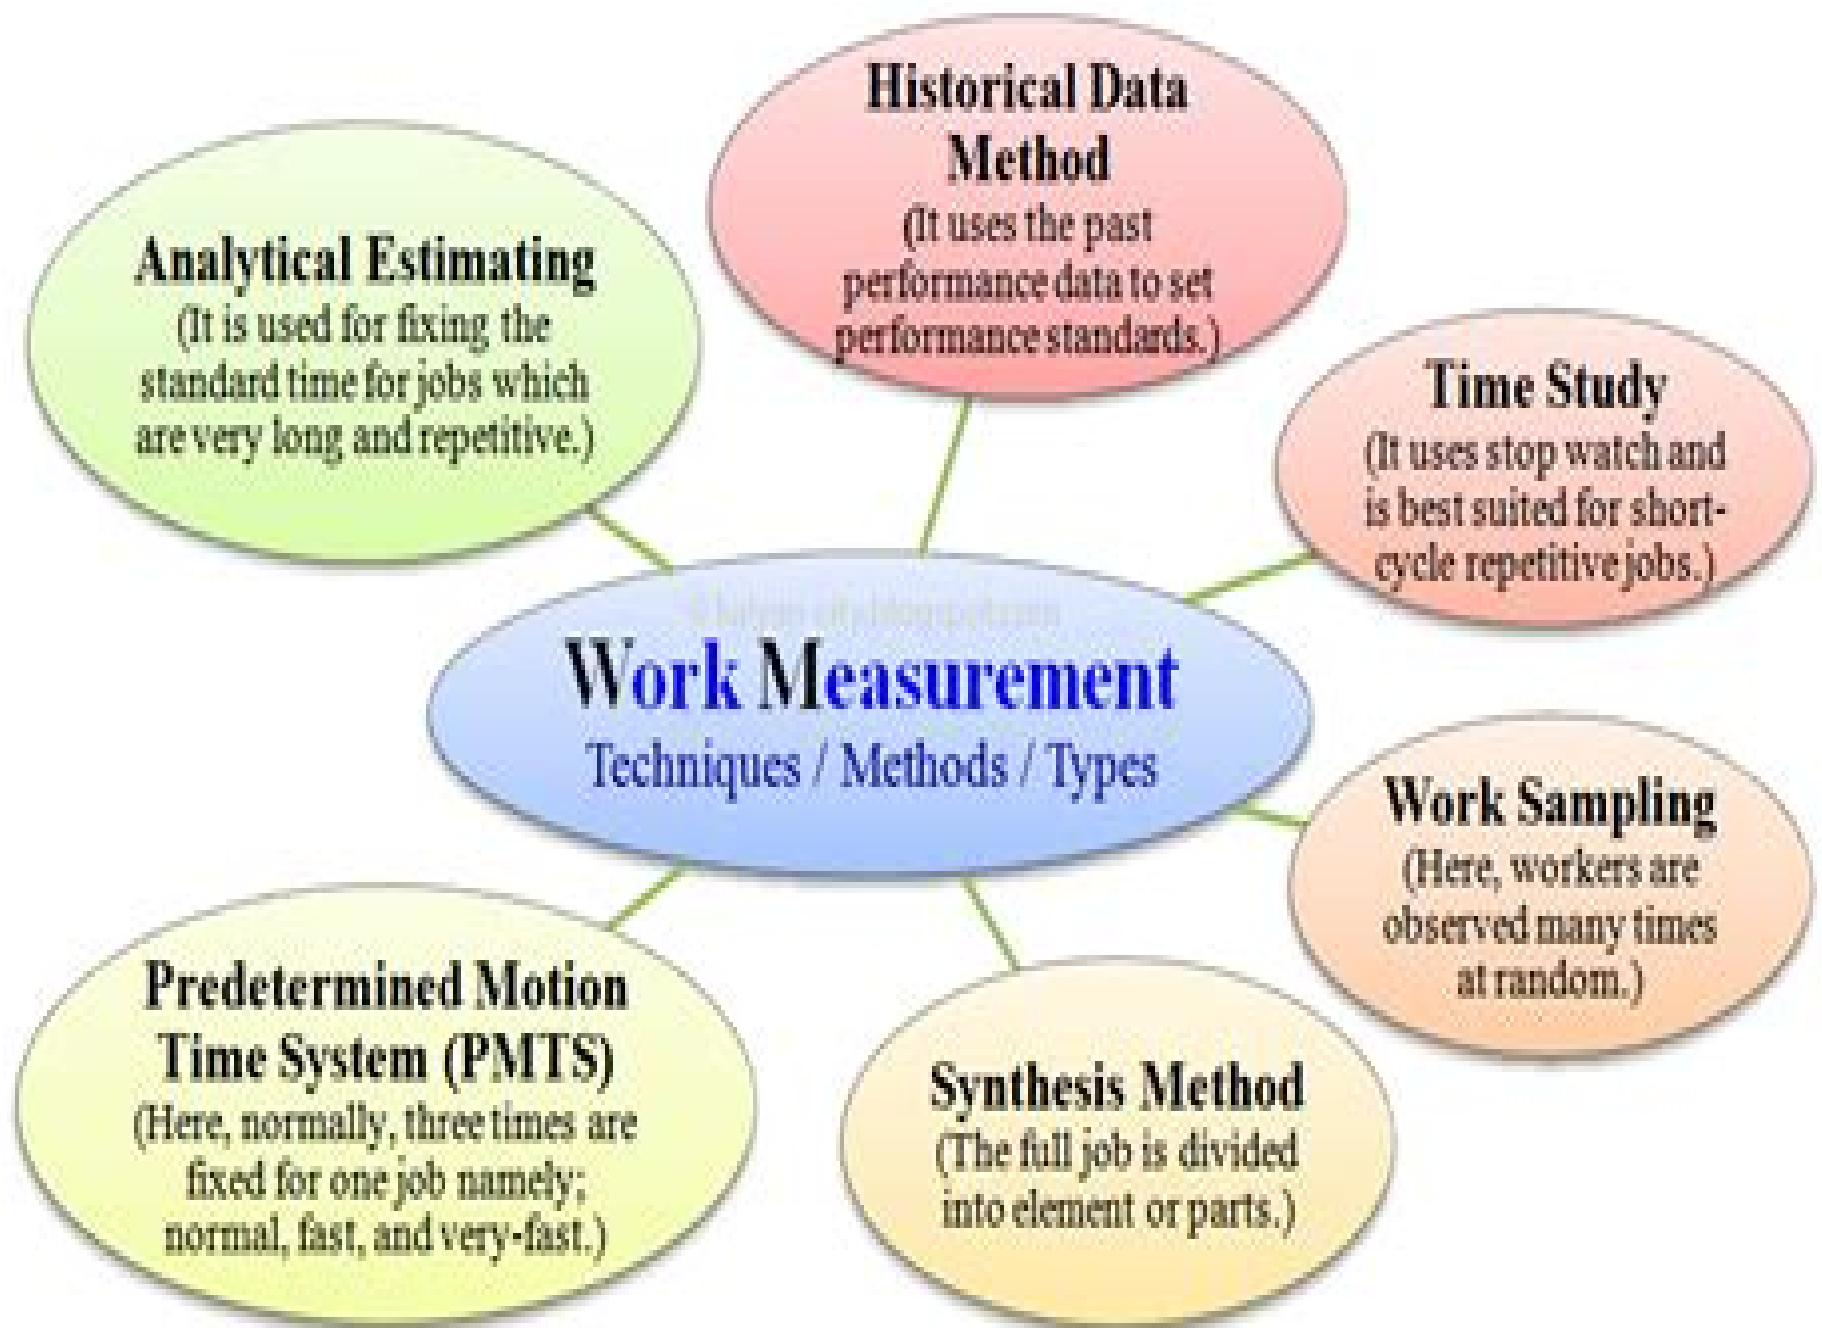 Historical Data
Method
(It uses the past
performance data to set
performance standards.)
Analytical Estimating
(It is used for fixing the
standard time for jobs which
are very long and repetitive.)
Time Study
(It uses stop watch and
is best suited for short-
cycle repetitive jobs.)
Work Measurement
Techniques / Methods / Types
Work Sampling
(Here, workers are
observed many times
at random.)
Predetermined Motion
Time System (PMTS)
(Here, normally, three times are
fixed for one job namely;
normal, fast, and very-fast.)
Synthesis Method
(The full job is divided
into element or parts.)